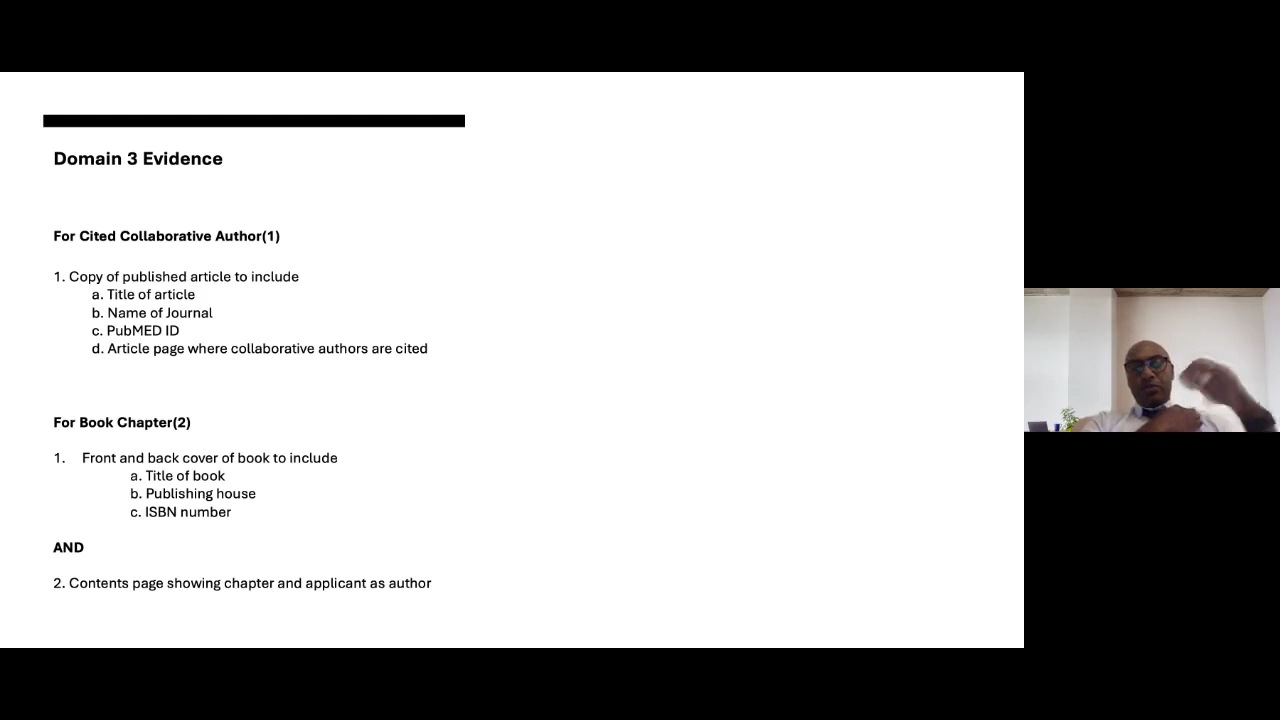 Domain 3 Evidence
For Cited Collaborative Author(1)
1. Copy of published article to include
a. Title of article
b. Name of Journal
c. PubMED ID
d. Article page where collaborative authors are cited
For Book Chapter(2)
1. Front and back cover of book to include
a. Title of book
b. Publishing house
c. ISBN number
AND
2. Contents page showing chapter and applicant as author